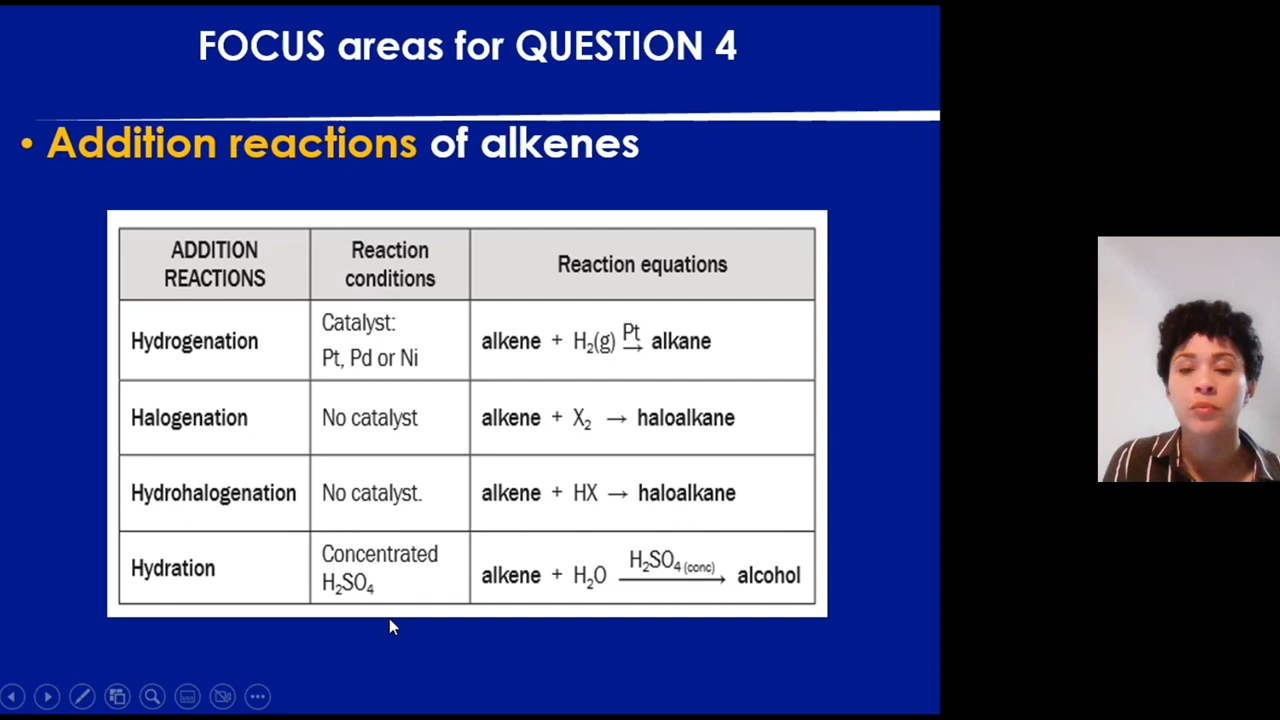 FOCUS areas for QUESTION 4
• Addition reactions of alkenes
ADDITION
REACTIONS
Reaction
conditions
Reaction equations
Hydrogenation
Catalyst:
Pt, Pd or Ni
alkene + H₂(g) Pt→ alkane
Halogenation
No catalyst
alkene + X₂ → haloalkane
Hydrohalogenation
No catalyst.
alkene + HX → haloalkane
Hydration
Concentrated
H₂SO₄
alkene + H₂O H₂SO₄ (conc)→ alcohol